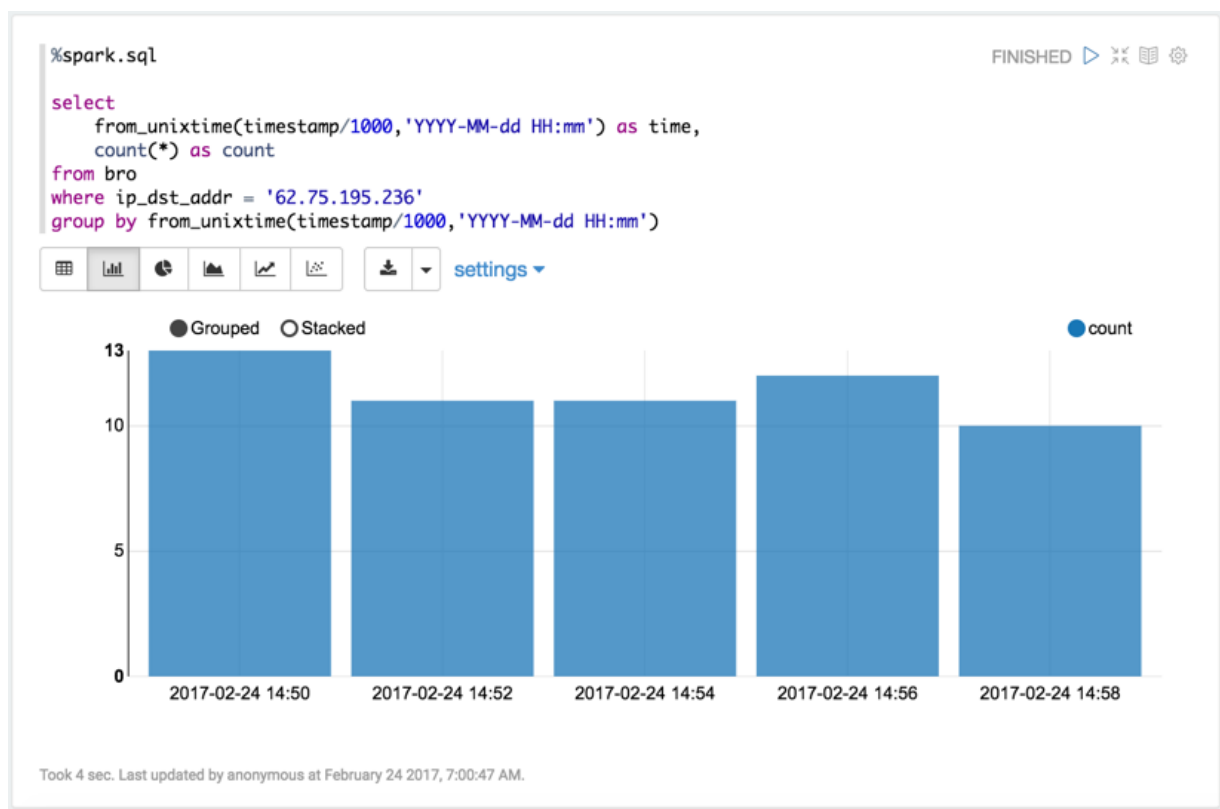 %spark.sql
FINISHED
select
from_unixtime(timestamp/1000,'YYYY-MM-dd HH:mm') as time,
count(*) as count
from bro
where ip_dst_addr = '62.75.195.236'
group by from_unixtime(timestamp/1000,'YYYY-MM-dd HH:mm')
settings
Grouped Stacked count
13
10
5
0
2017-02-24 14:50 2017-02-24 14:52 2017-02-24 14:54 2017-02-24 14:56 2017-02-24 14:58
Took 4 sec. Last updated by anonymous at February 24 2017, 7:00:47 AM.